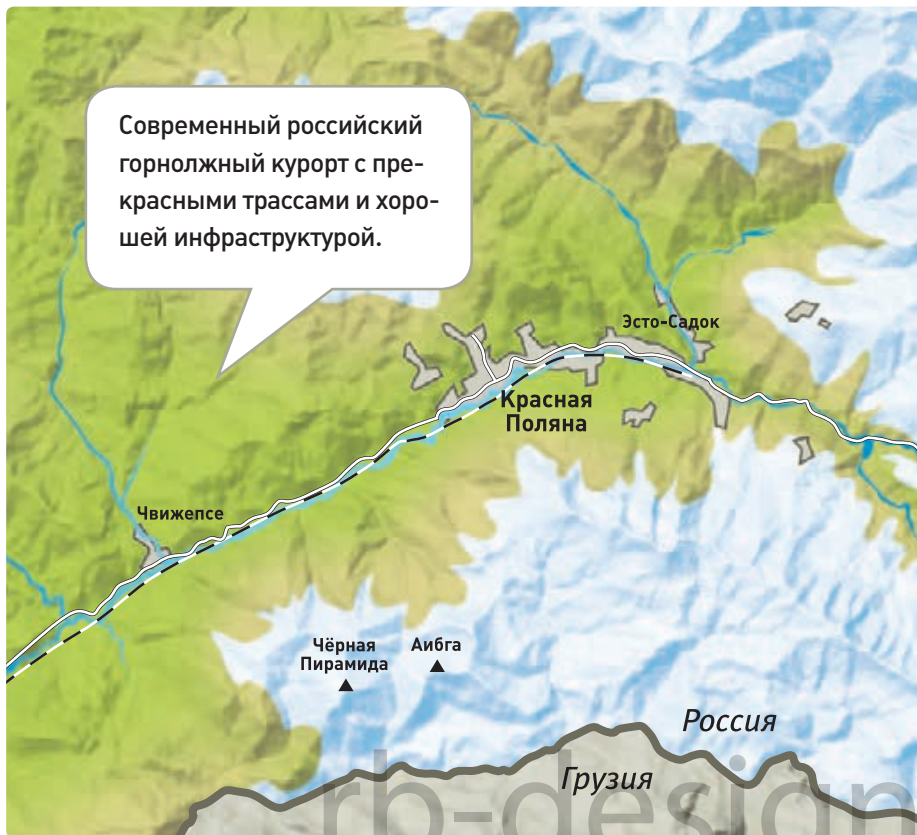 Современный российский
горнолжный курорт с пре-
красными трассами и хоро-
шей инфраструктурой.
Эсто-Садок
Красная
Поляна
Чвижепсе
Чёрная
Пирамида
Аибга
Россия
Грузия
rb-design